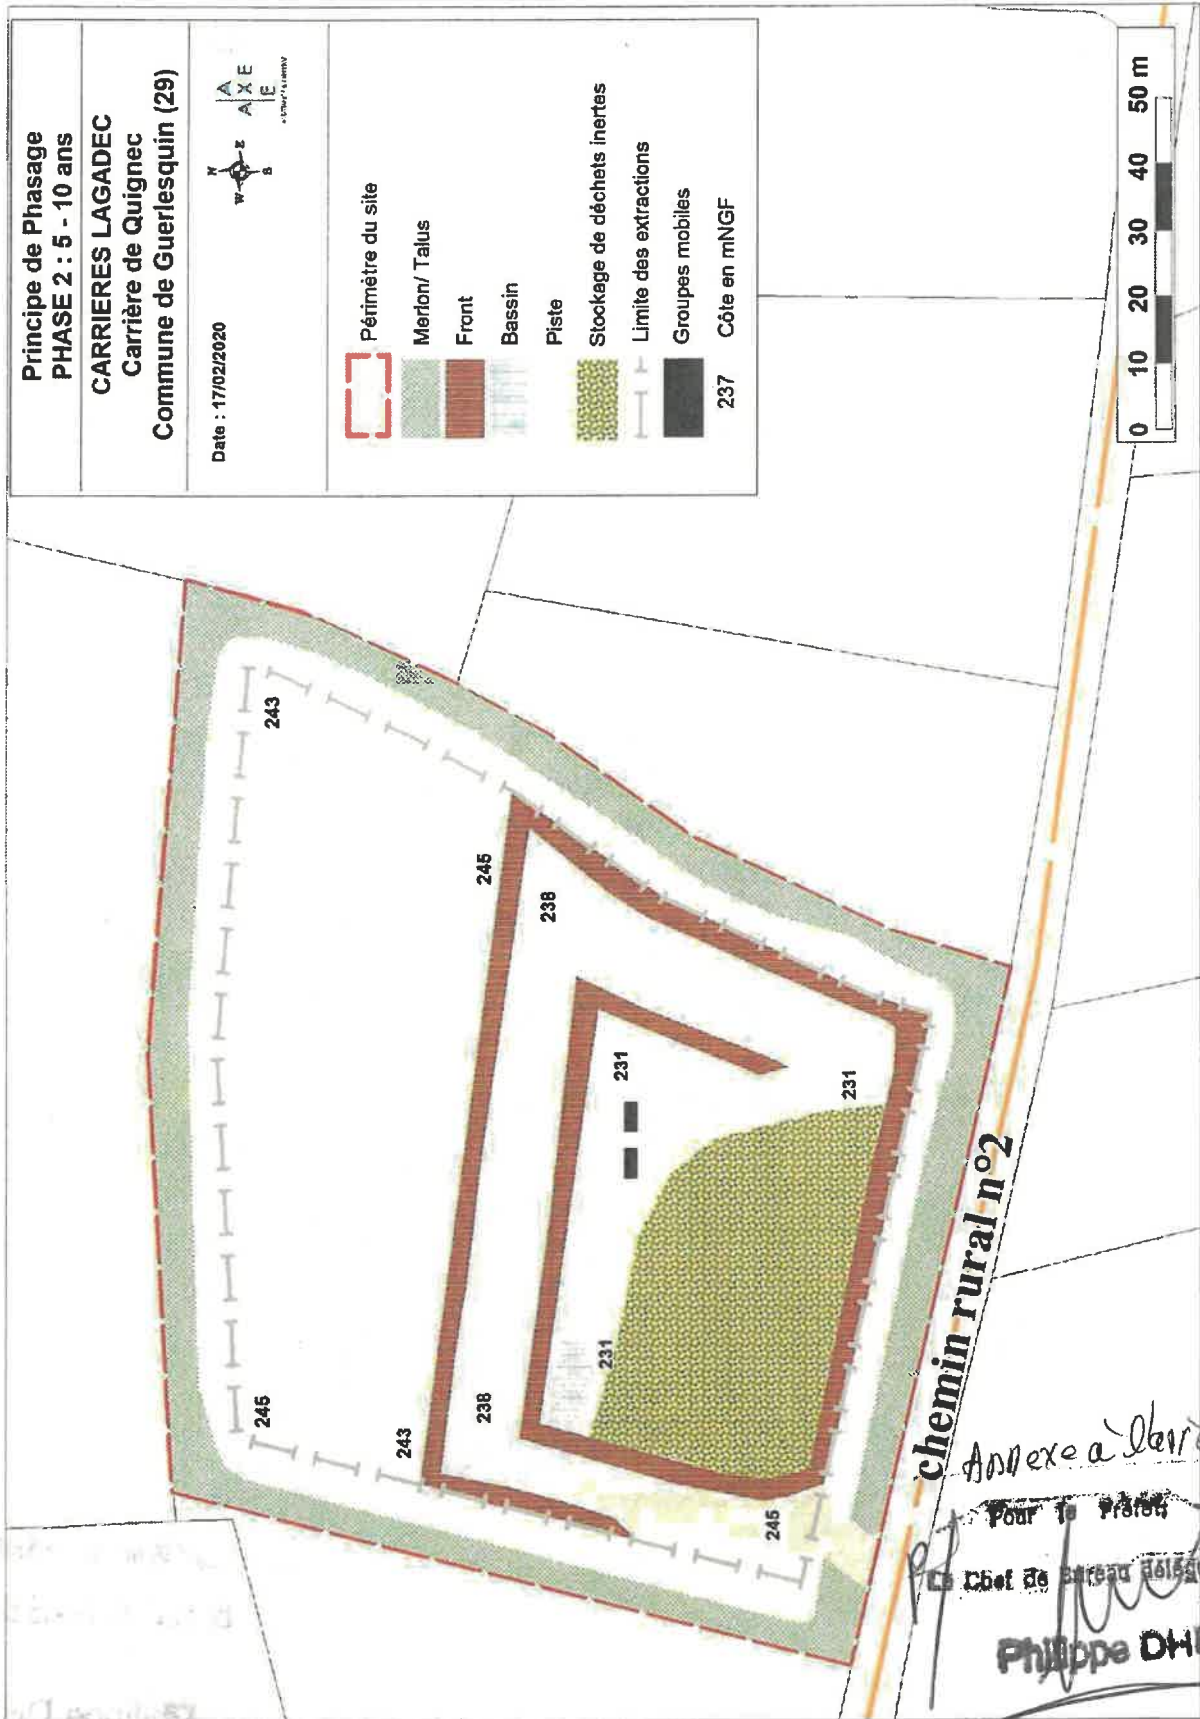 Principe de Phasage
PHASE 2 : 5 - 10 ans
CARRIERES LAGADEC
Carrière de Quignec
Commune de Guerlesquin (29)
Date : 17/02/2020
N
W E
S
A
A X E
E
Périmètre du site
Merlon/ Talus
Front
Bassin
Piste
Stockage de déchets inertes
Limite des extractions
Groupes mobiles
237 Côte en mNGF
0 10 20 30 40 50 m
243
245
245
238
243
238
231
231
231
245
chemin rural n°2
Annexe à
Pour le Préfet,
Chef de Bureau
Philippe